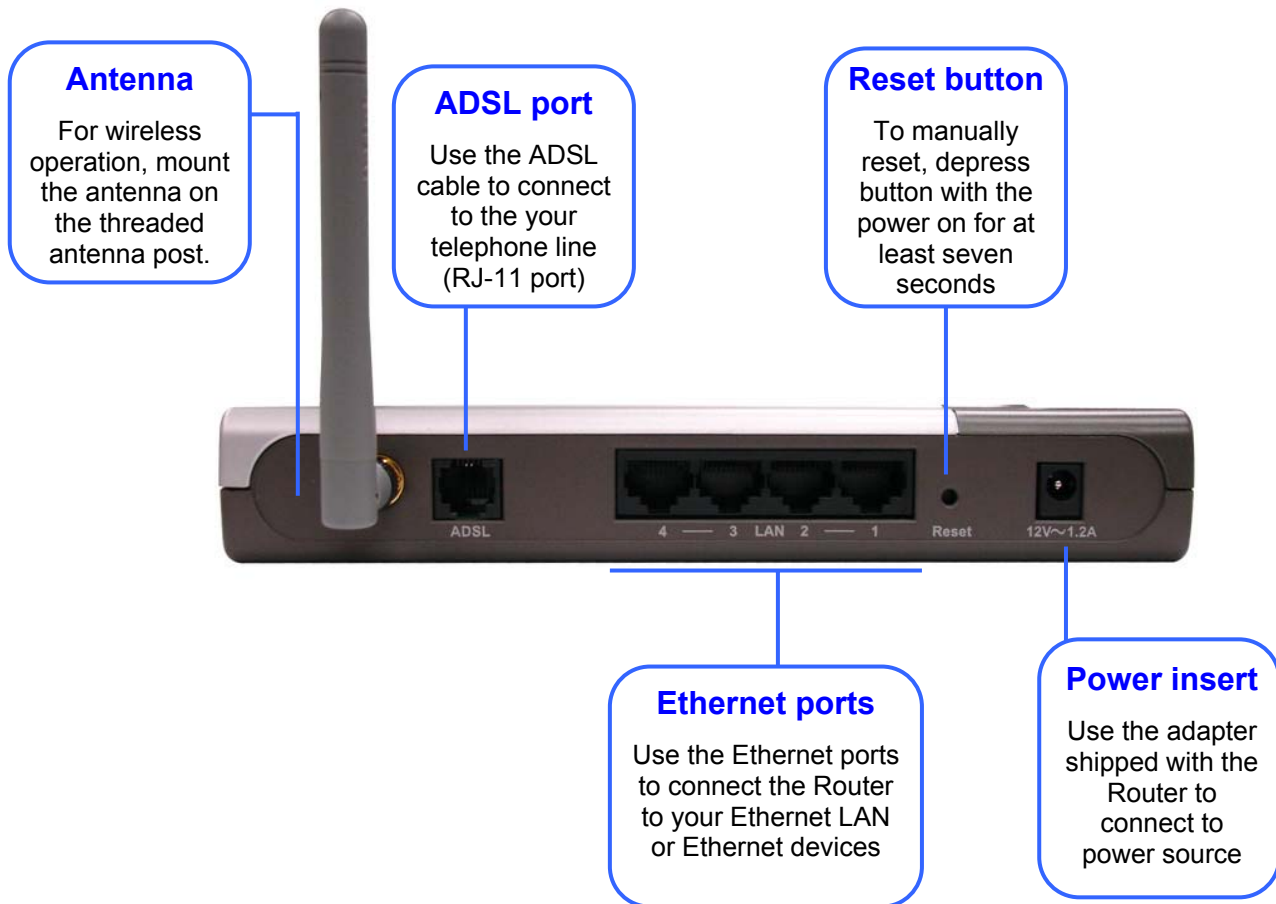 Antenna
For wireless
operation, mount
the antenna on
the threaded
antenna post.
ADSL port
Use the ADSL
cable to connect
to the your
telephone line
(RJ-11 port)
Reset button
To manually
reset, depress
button with the
power on for at
least seven
seconds
ADSL
4 — 3 LAN 2 — 1
Reset
12V～1.2A
Ethernet ports
Use the Ethernet ports
to connect the Router
to your Ethernet LAN
or Ethernet devices
Power insert
Use the adapter
shipped with the
Router to
connect to
power source